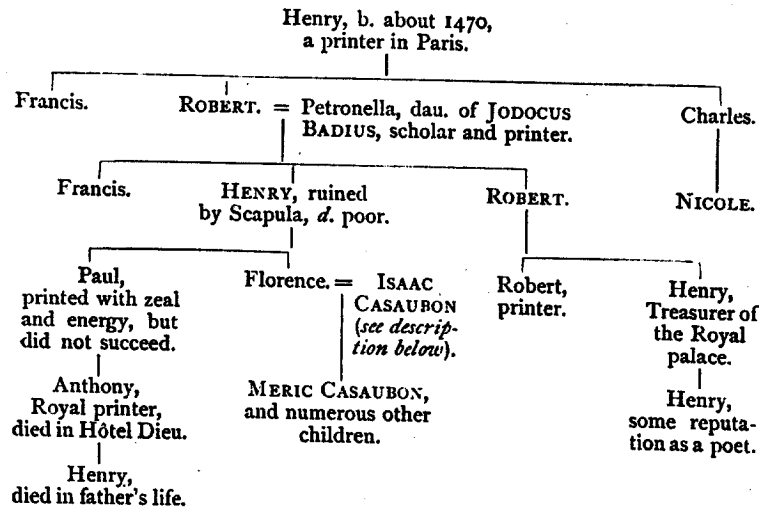 Henry, b. about 1470,
a printer in Paris.
Francis.
ROBERT. = Petronella, dau. of JODOCUS
BADIUS, scholar and printer.
Charles.
Francis.
HENRY, ruined
by Scapula, d. poor.
ROBERT.
NICOLE.
Paul,
printed with zeal
and energy, but
did not succeed.
Florence. = ISAAC
CASAUBON
(see descrip-
tion below).
Robert,
printer.
Henry,
Treasurer of
the Royal
palace.
Anthony,
Royal printer,
died in Hôtel Dieu.
MERIC CASAUBON,
and numerous other
children.
Henry,
some reputa-
tion as a poet.
Henry,
died in father's life.